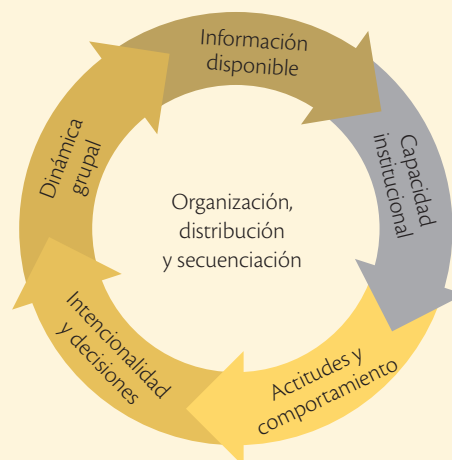 Información
disponible
Capacidad
institucional
Actitudes y
comportamiento
Intencionalidad
y decisiones
Dinámica
grupal
Organización,
distribución
y secuenciación